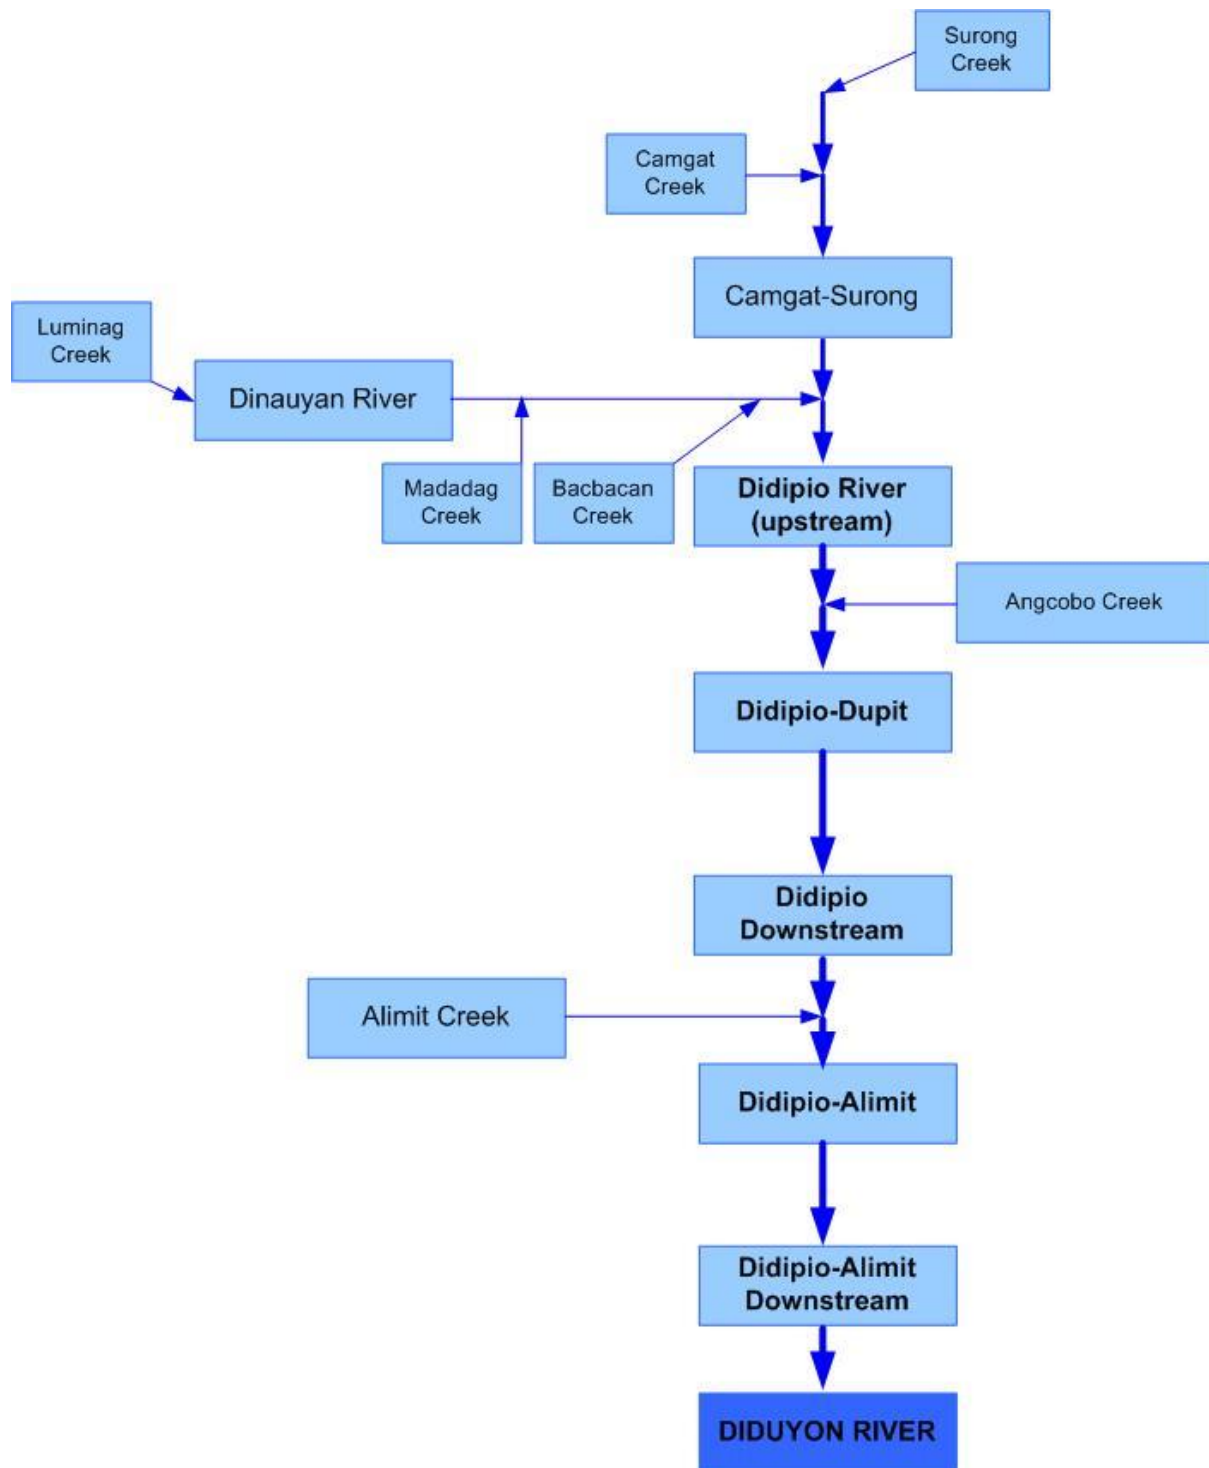 Surong
Creek
Camgat
Creek
Camgat-Surong
Luminag
Creek
Dinauyan River
Madadag
Creek
Bacbacan
Creek
Didipio River
(upstream)
Angcobo Creek
Didipio-Dupit
Didipio
Downstream
Alimit Creek
Didipio-Alimit
Didipio-Alimit
Downstream
DIDUYON RIVER